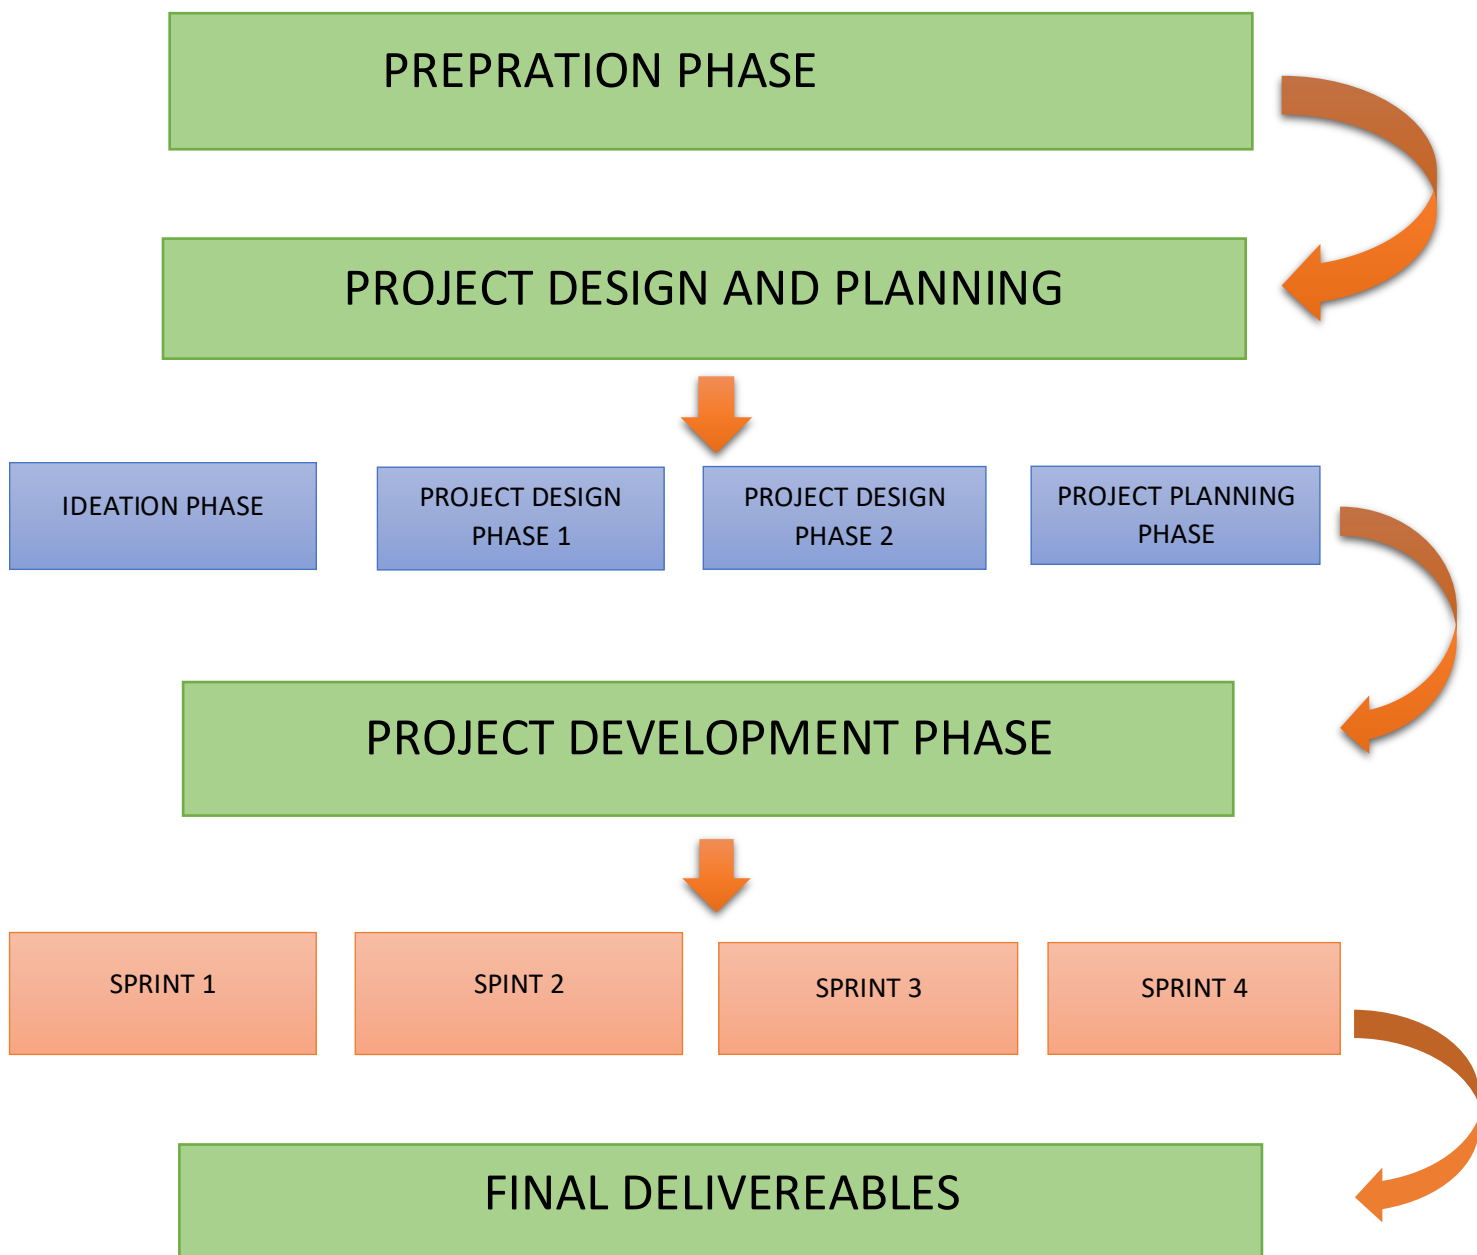 PREPRATION PHASE
PROJECT DESIGN AND PLANNING
IDEATION PHASE
PROJECT DESIGN
PHASE 1
PROJECT DESIGN
PHASE 2
PROJECT PLANNING
PHASE
PROJECT DEVELOPMENT PHASE
SPRINT 1
SPINT 2
SPRINT 3
SPRINT 4
FINAL DELIVEREABLES